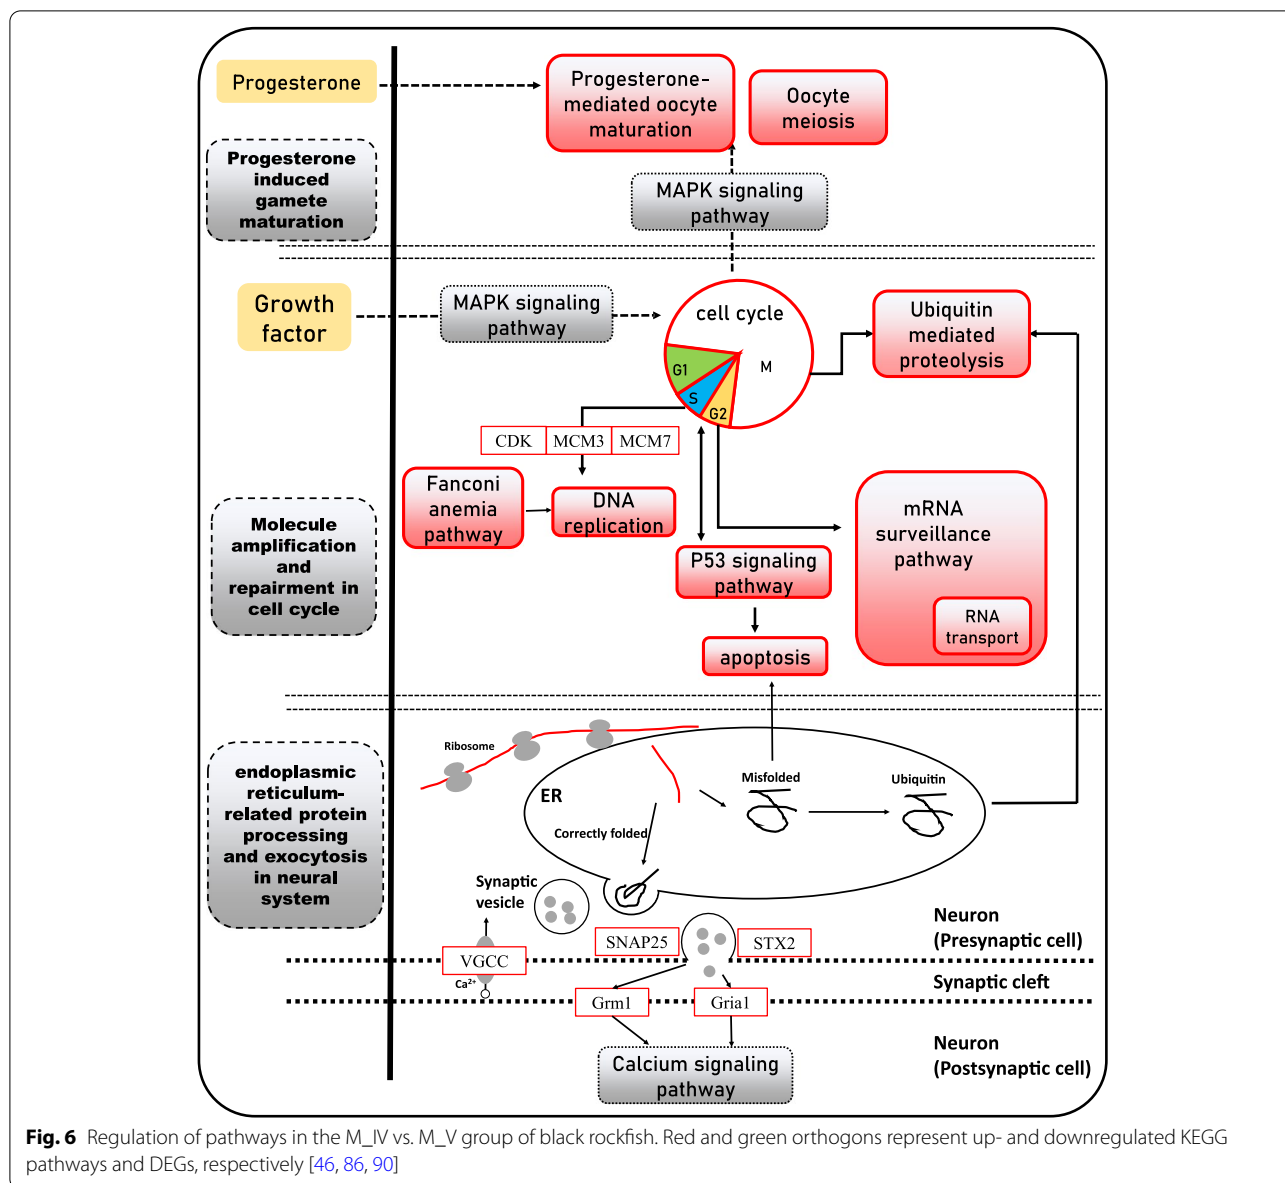 Progesterone
Progesterone-
mediated oocyte
maturation
Oocyte
meiosis
Progesterone
induced
gamete
maturation
MAPK signaling
pathway
Growth
factor
MAPK signaling
pathway
cell cycle
G1
S
G2
M
Ubiquitin
mediated
proteolysis
CDK
MCM3
MCM7
Fanconi
anemia
pathway
DNA
replication
Molecule
amplification
and
repairment in
cell cycle
P53 signaling
pathway
mRNA
surveillance
pathway
RNA
transport
apoptosis
Ribosome
endoplasmic
reticulum-
related protein
processing
and exocytosis
in neural
system
ER
Misfolded
Ubiquitin
Correctly folded
Synaptic
vesicle
SNAP25
STX2
Neuron
(Presynaptic cell)
VGCC
Ca2+
Synaptic cleft
Grm1
Gria1
Neuron
(Postsynaptic cell)
Calcium signaling
pathway
Fig. 6 Regulation of pathways in the M_IV vs. M_V group of black rockfish. Red and green orthogons represent up- and downregulated KEGG
pathways and DEGs, respectively [46, 86, 90]